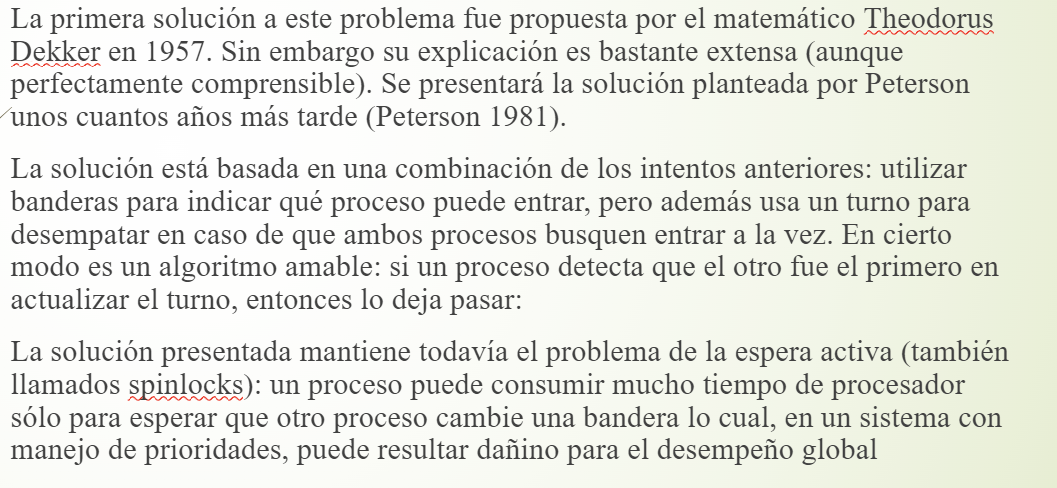 La primera solución a este problema fue propuesta por el matemático Theodorus
Dekker en 1957. Sin embargo su explicación es bastante extensa (aunque
perfectamente comprensible). Se presentará la solución planteada por Peterson
unos cuantos años más tarde (Peterson 1981).
La solución está basada en una combinación de los intentos anteriores: utilizar
banderas para indicar qué proceso puede entrar, pero además usa un turno para
desempatar en caso de que ambos procesos busquen entrar a la vez. En cierto
modo es un algoritmo amable: si un proceso detecta que el otro fue el primero en
actualizar el turno, entonces lo deja pasar:
La solución presentada mantiene todavía el problema de la espera activa (también
llamados spinlocks): un proceso puede consumir mucho tiempo de procesador
sólo para esperar que otro proceso cambie una bandera lo cual, en un sistema con
manejo de prioridades, puede resultar dañino para el desempeño global